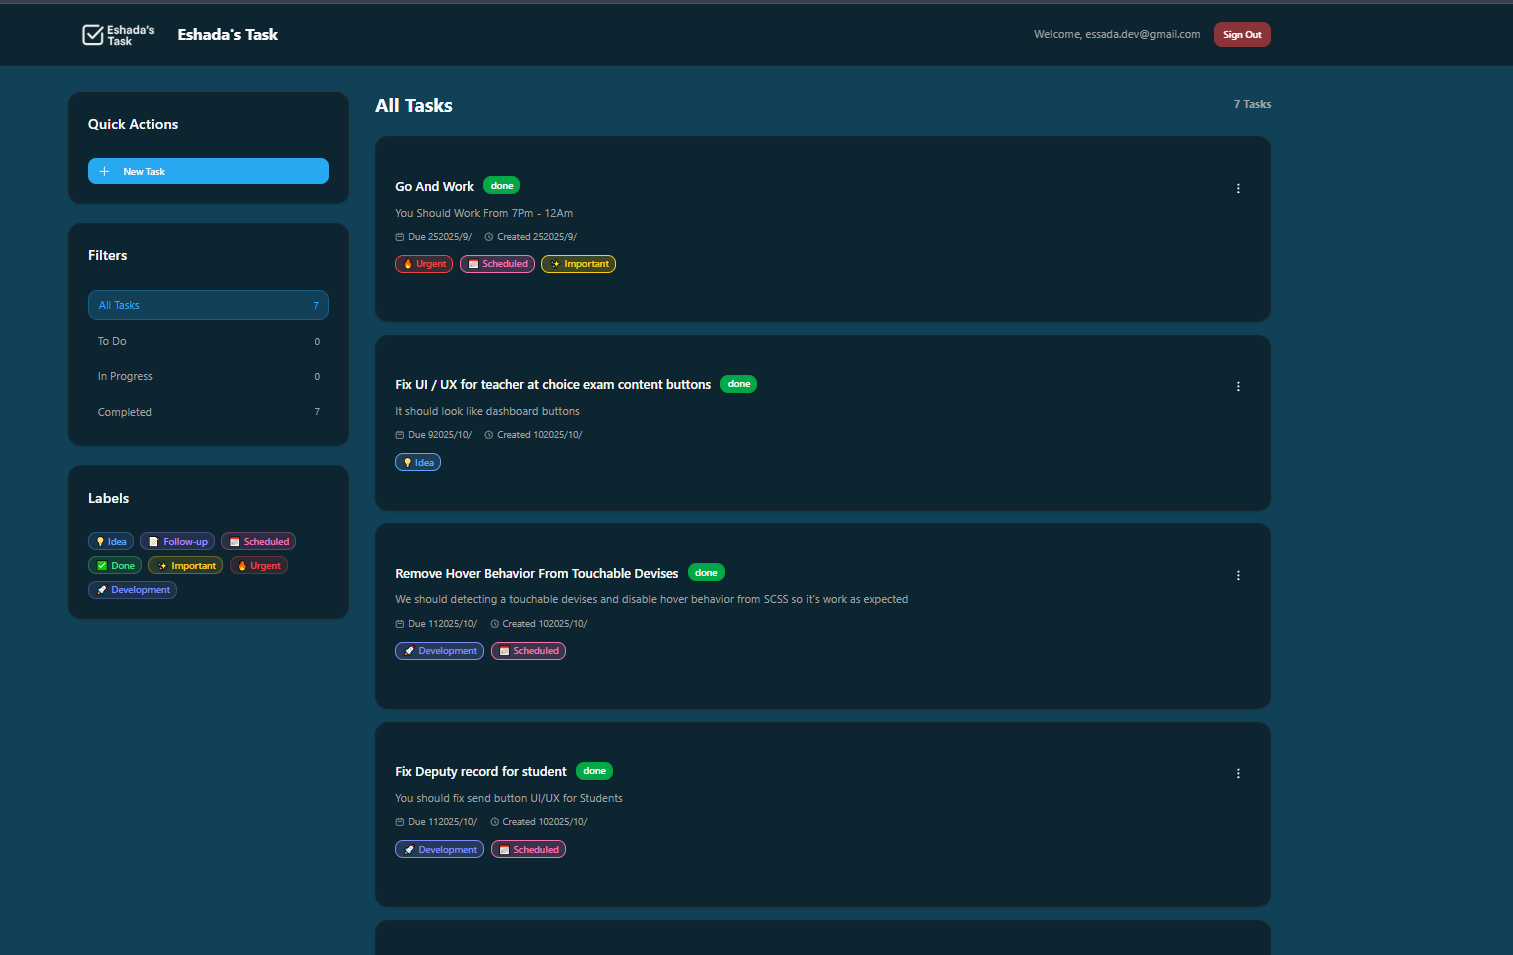 Eshada's
Task
Eshada's Task
Welcome, essada.dev@gmail.com
Sign Out
Quick Actions
New Task
Filters
All Tasks 7
To Do 0
In Progress 0
Completed 7
Labels
Idea Follow-up Scheduled
Done Important Urgent
Development
All Tasks
7 Tasks
Go And Work done
You Should Work From 7Pm - 12Am
Due 252025/9/ Created 252025/9/
Urgent Scheduled Important
Fix UI / UX for teacher at choice exam content buttons done
It should look like dashboard buttons
Due 92025/10/ Created 102025/10/
Idea
Remove Hover Behavior From Touchable Devises done
We should detecting a touchable devises and disable hover behavior from SCSS so it's work as expected
Due 112025/10/ Created 102025/10/
Development Scheduled
Fix Deputy record for student done
You should fix send button UI/UX for Students
Due 112025/10/ Created 102025/10/
Development Scheduled